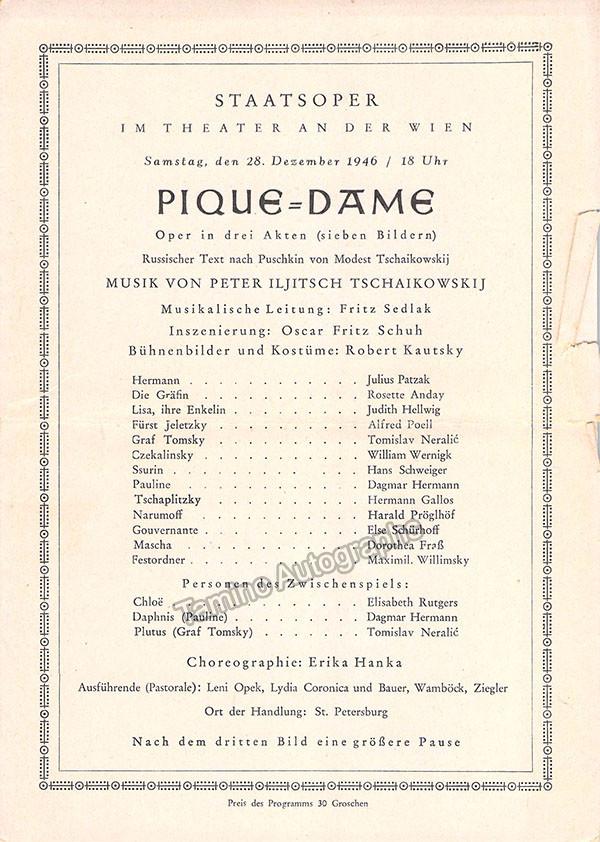 STAATSOPER
IM THEATER AN DER WIEN
Samstag, den 28. Dezember 1946 / 18 Uhr
PIQUE=DAME
Oper in drei Akten (sieben Bildern)
Russischer Text nach Puschkin von Modest Tschaikowskij
MUSIK VON PETER ILJITSCH TSCHAIKOWSKIJ
Musikalische Leitung: Fritz Sedlak
Inszenierung: Oscar Fritz Schuh
Bühnenbilder und Kostüme: Robert Kautsky
Hermann . . . . . . . . . . . . Julius Patzak
Die Gräfin . . . . . . . . . . . Rosette Anday
Lisa, ihre Enkelin . . . . . . . . . Judith Hellwig
Fürst Jeletzky . . . . . . . . . . Alfred Poell
Graf Tomsky . . . . . . . . . . Tomislav Neralić
Czekalinsky . . . . . . . . . . . William Wernigk
Ssurin . . . . . . . . . . . . Hans Schweiger
Pauline . . . . . . . . . . . . Dagmar Hermann
Tschaplitzky . . . . . . . . . . Hermann Gallos
Narumoff . . . . . . . . . . . Harald Pröglhöf
Gouvernante . . . . . . . . . . . Else Schürhoff
Mascha . . . . . . . . . . . . Dorothea Fraß
Festordner . . . . . . . . . . . Maximil. Willimsky
Personen des Zwischenspiels:
Chloë . . . . . . . . . . . . Elisabeth Rutgers
Daphnis (Pauline) . . . . . . . . . Dagmar Hermann
Plutus (Graf Tomsky) . . . . . . . . Tomislav Neralić
Tamino Autographs
Choreographie: Erika Hanka
Ausführende (Pastorale): Leni Opek, Lydia Coronica und Bauer, Wamböck, Ziegler
Ort der Handlung: St. Petersburg
Nach dem dritten Bild eine größere Pause
Preis des Programms 30 Groschen